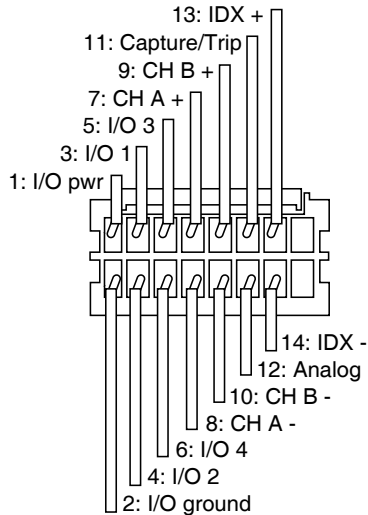 13: IDX +
11: Capture/Trip
9: CH B +
7: CH A +
5: I/O 3
3: I/O 1
1: I/O pwr
14: IDX -
12: Analog
10: CH B -
8: CH A -
6: I/O 4
4: I/O 2
2: I/O ground